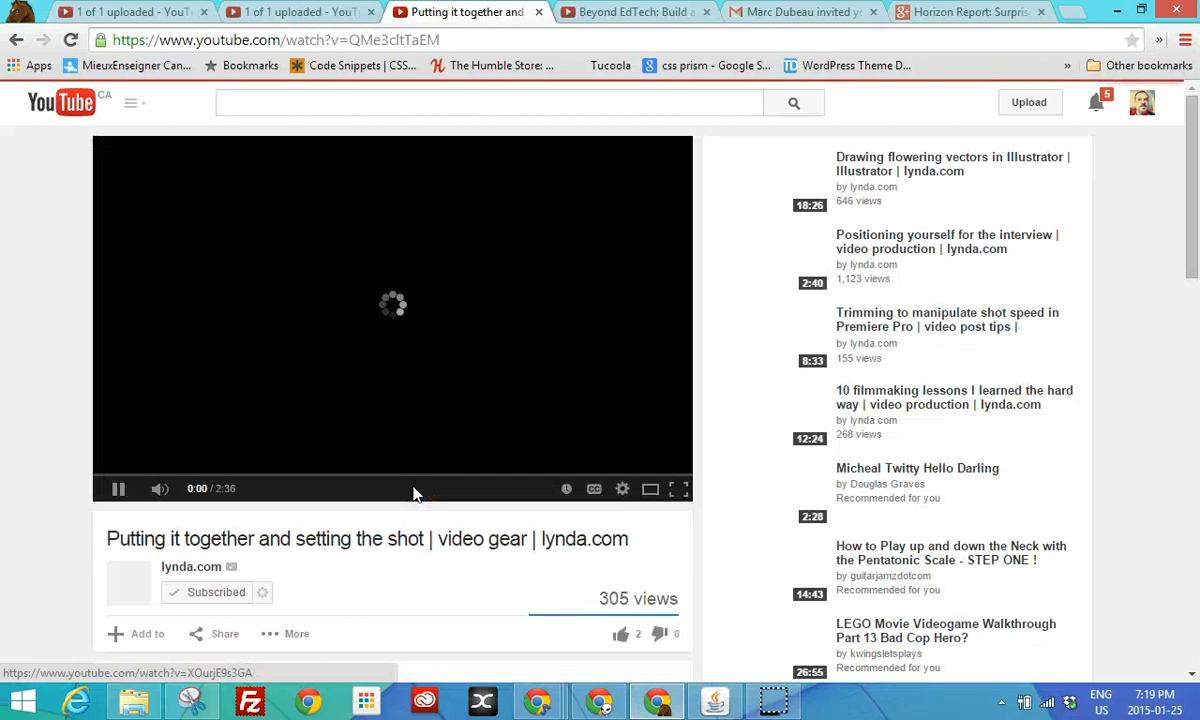 1 of 1 uploaded - YouT
1 of 1 uploaded - YouT
Putting it together and
Beyond EdTech: Build a
Marc Dubeau invited y
Horizon Report: Surpris
https://www.youtube.com/watch?v=QMe3cltTaEM
Apps
MieuxEnseigner Can...
Bookmarks
Code Snippets | CSS...
The Humble Store: ...
Tucoola
css prism - Google S...
WordPress Theme D...
»
Other bookmarks
YouTube CA
Upload
5
0:00 / 2:36
CC
Putting it together and setting the shot | video gear | lynda.com
lynda.com
Subscribed
305 views
Add to
Share
More
2
0
Drawing flowering vectors in Illustrator |
Illustrator | lynda.com
by lynda.com
646 views
18:26
Positioning yourself for the interview |
video production | lynda.com
by lynda.com
1,123 views
2:40
Trimming to manipulate shot speed in
Premiere Pro | video post tips |
by lynda.com
155 views
8:33
10 filmmaking lessons I learned the hard
way | video production | lynda.com
by lynda.com
268 views
12:24
Micheal Twitty Hello Darling
by Douglas Graves
Recommended for you
2:28
How to Play up and down the Neck with
the Pentatonic Scale - STEP ONE !
by guitarjamzdotcom
Recommended for you
14:43
LEGO Movie Videogame Walkthrough
Part 13 Bad Cop Hero?
by kwingsletsplays
Recommended for you
26:55
https://www.youtube.com/watch?v=XOurjE9s3GA
ENG
US
7:19 PM
2015-01-25